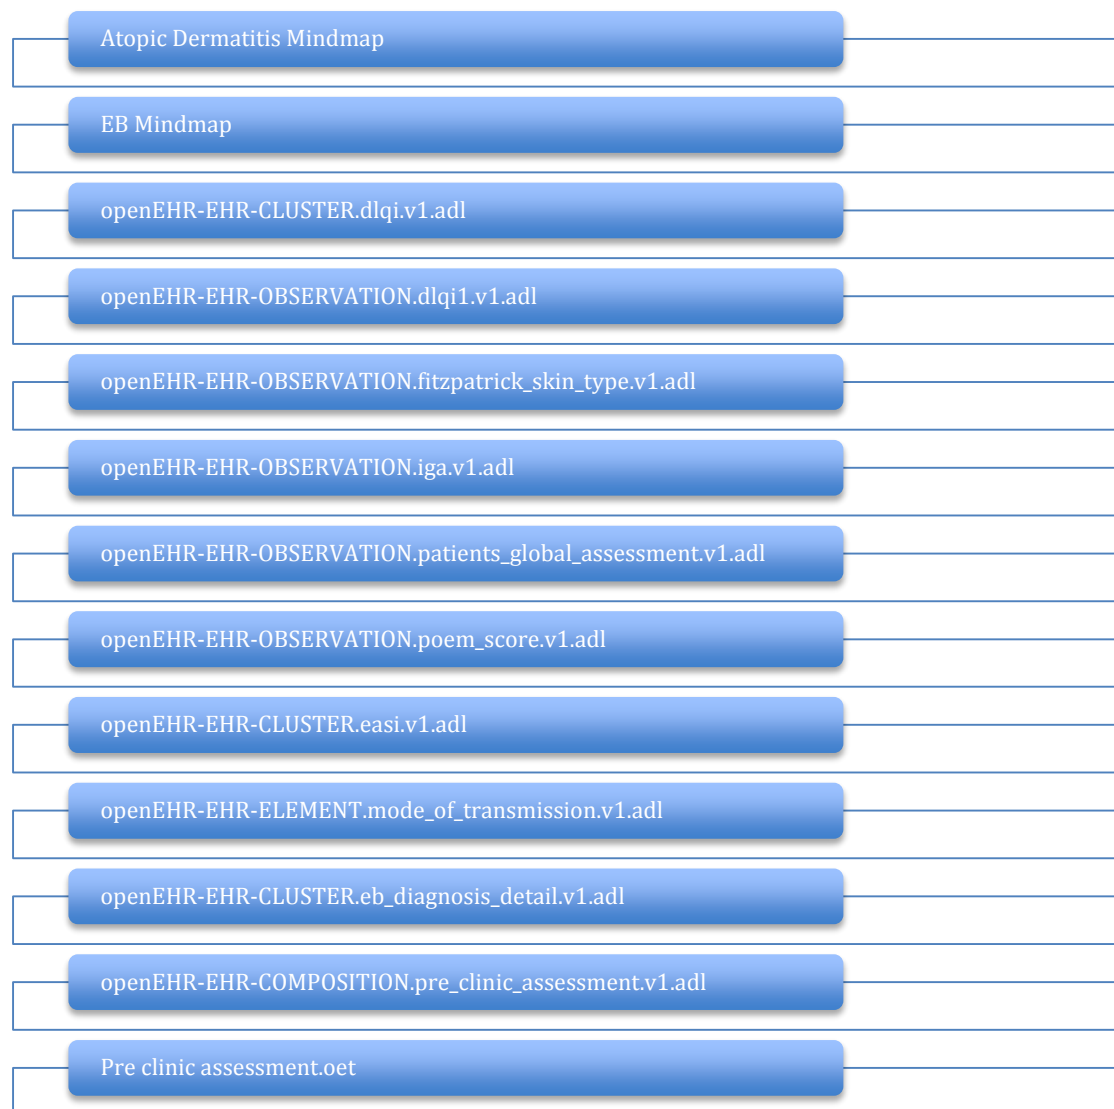 Atopic Dermatitis Mindmap
EB Mindmap
openEHR-EHR-CLUSTER.dlqi.v1.adl
openEHR-EHR-OBSERVATION.dlqi1.v1.adl
openEHR-EHR-OBSERVATION.fitzpatrick_skin_type.v1.adl
openEHR-EHR-OBSERVATION.iga.v1.adl
openEHR-EHR-OBSERVATION.patients_global_assessment.v1.adl
openEHR-EHR-OBSERVATION.poem_score.v1.adl
openEHR-EHR-CLUSTER.easi.v1.adl
openEHR-EHR-ELEMENT.mode_of_transmission.v1.adl
openEHR-EHR-CLUSTER.eb_diagnosis_detail.v1.adl
openEHR-EHR-COMPOSITION.pre_clinic_assessment.v1.adl
Pre clinic assessment.oet